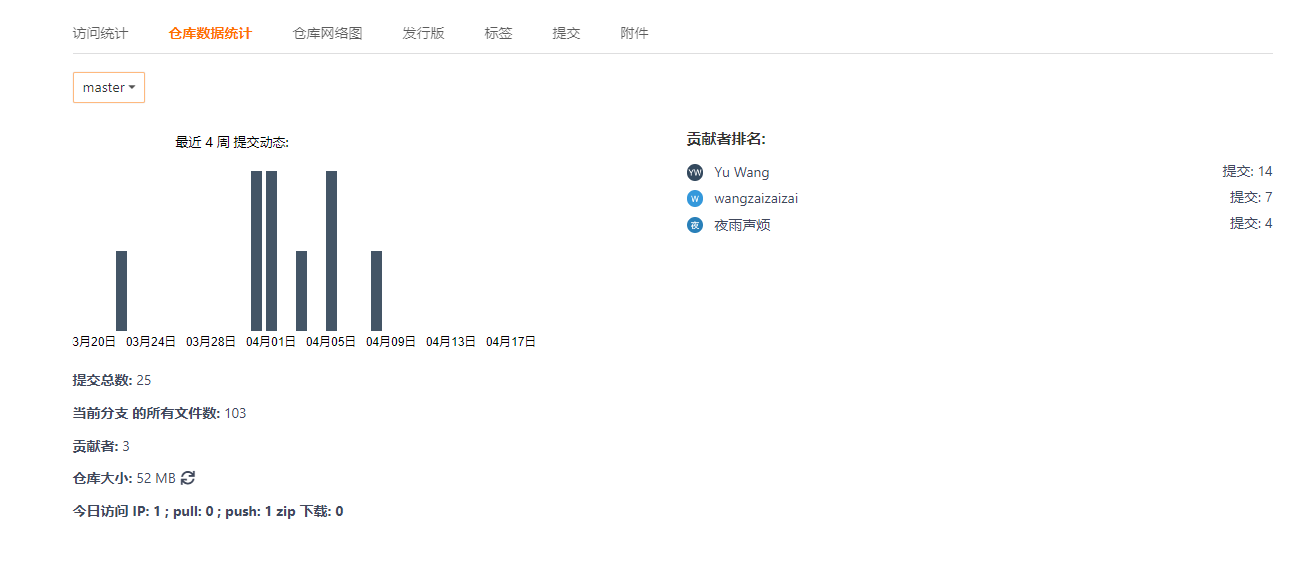 访问统计 仓库数据统计 仓库网络图 发行版 标签 提交 附件
master
最近 4 周 提交动态:
3月20日 03月24日 03月28日 04月01日 04月05日 04月09日 04月13日 04月17日
提交总数: 25
当前分支 的所有文件数: 103
贡献者: 3
仓库大小: 52 MB
今日访问 IP: 1 ; pull: 0 ; push: 1 zip 下载: 0
贡献者排名:
YW Yu Wang 提交: 14
W wangzaizaizai 提交: 7
夜 夜雨声烦 提交: 4